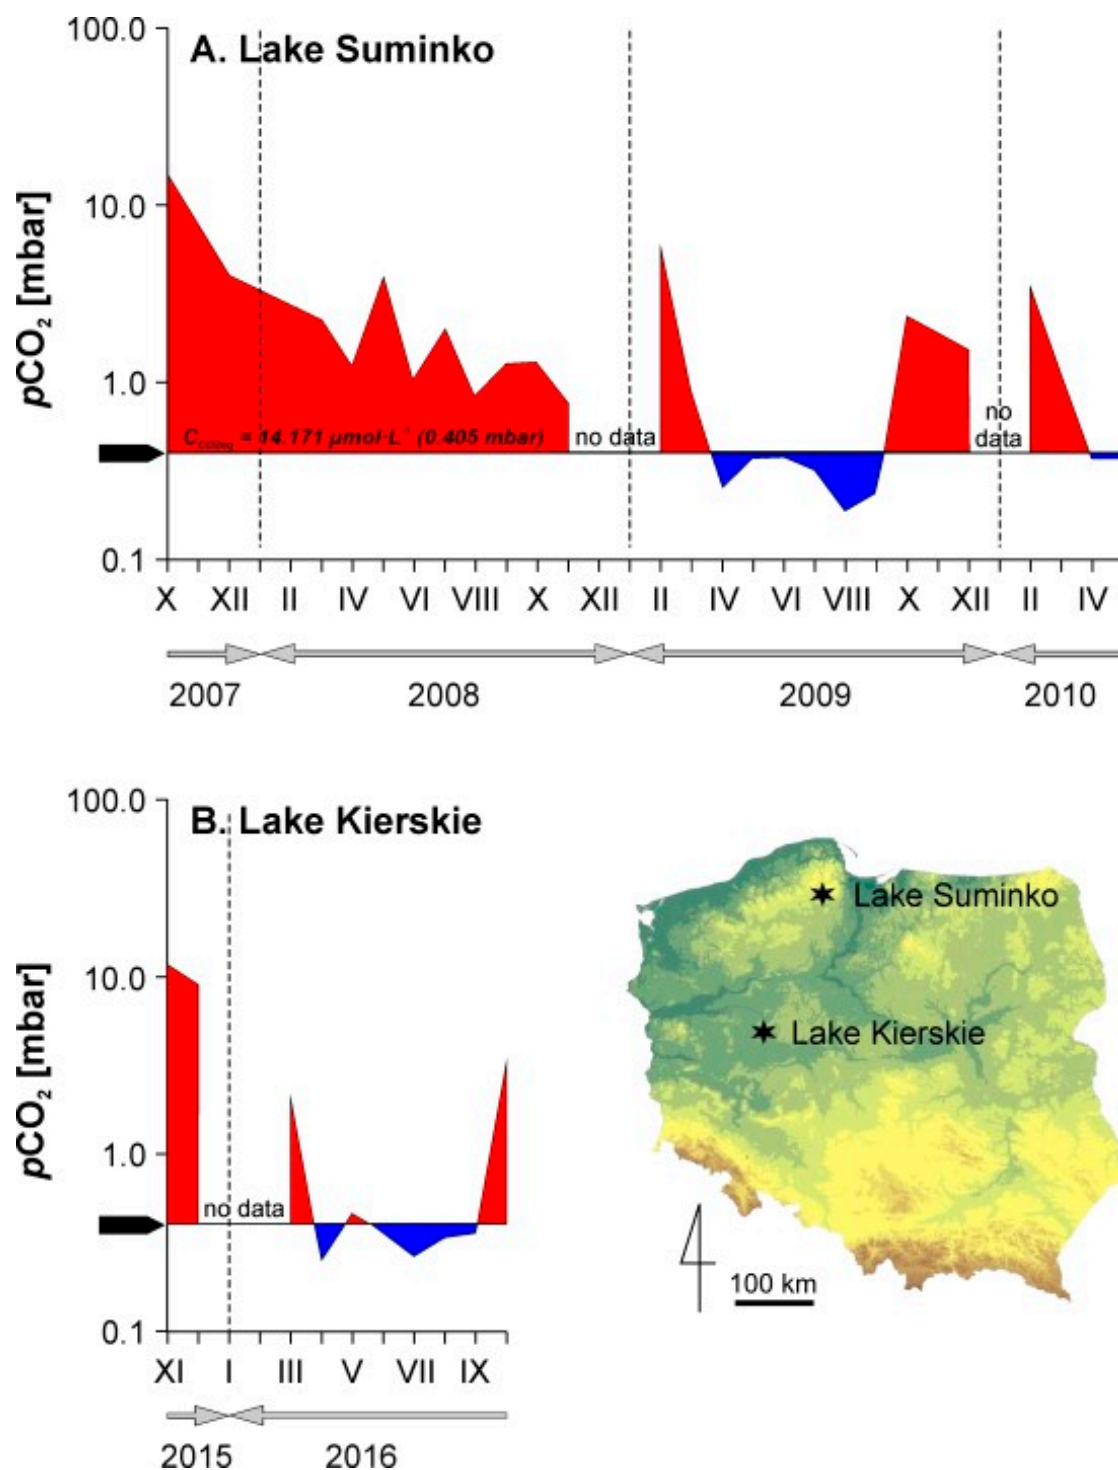 100.0
A. Lake Suminko
10.0
1.0
0.1
pCO₂ [mbar]
C_CO2eq = 14.171 µmol·L⁻¹ (0.405 mbar)
no data
no
data
X XII II IV VI VIII X XII II IV VI VIII X XII II IV
2007 2008 2009 2010
100.0
B. Lake Kierskie
10.0
1.0
0.1
pCO₂ [mbar]
no data
XI I III V VII IX
2015 2016
Lake Suminko
Lake Kierskie
100 km